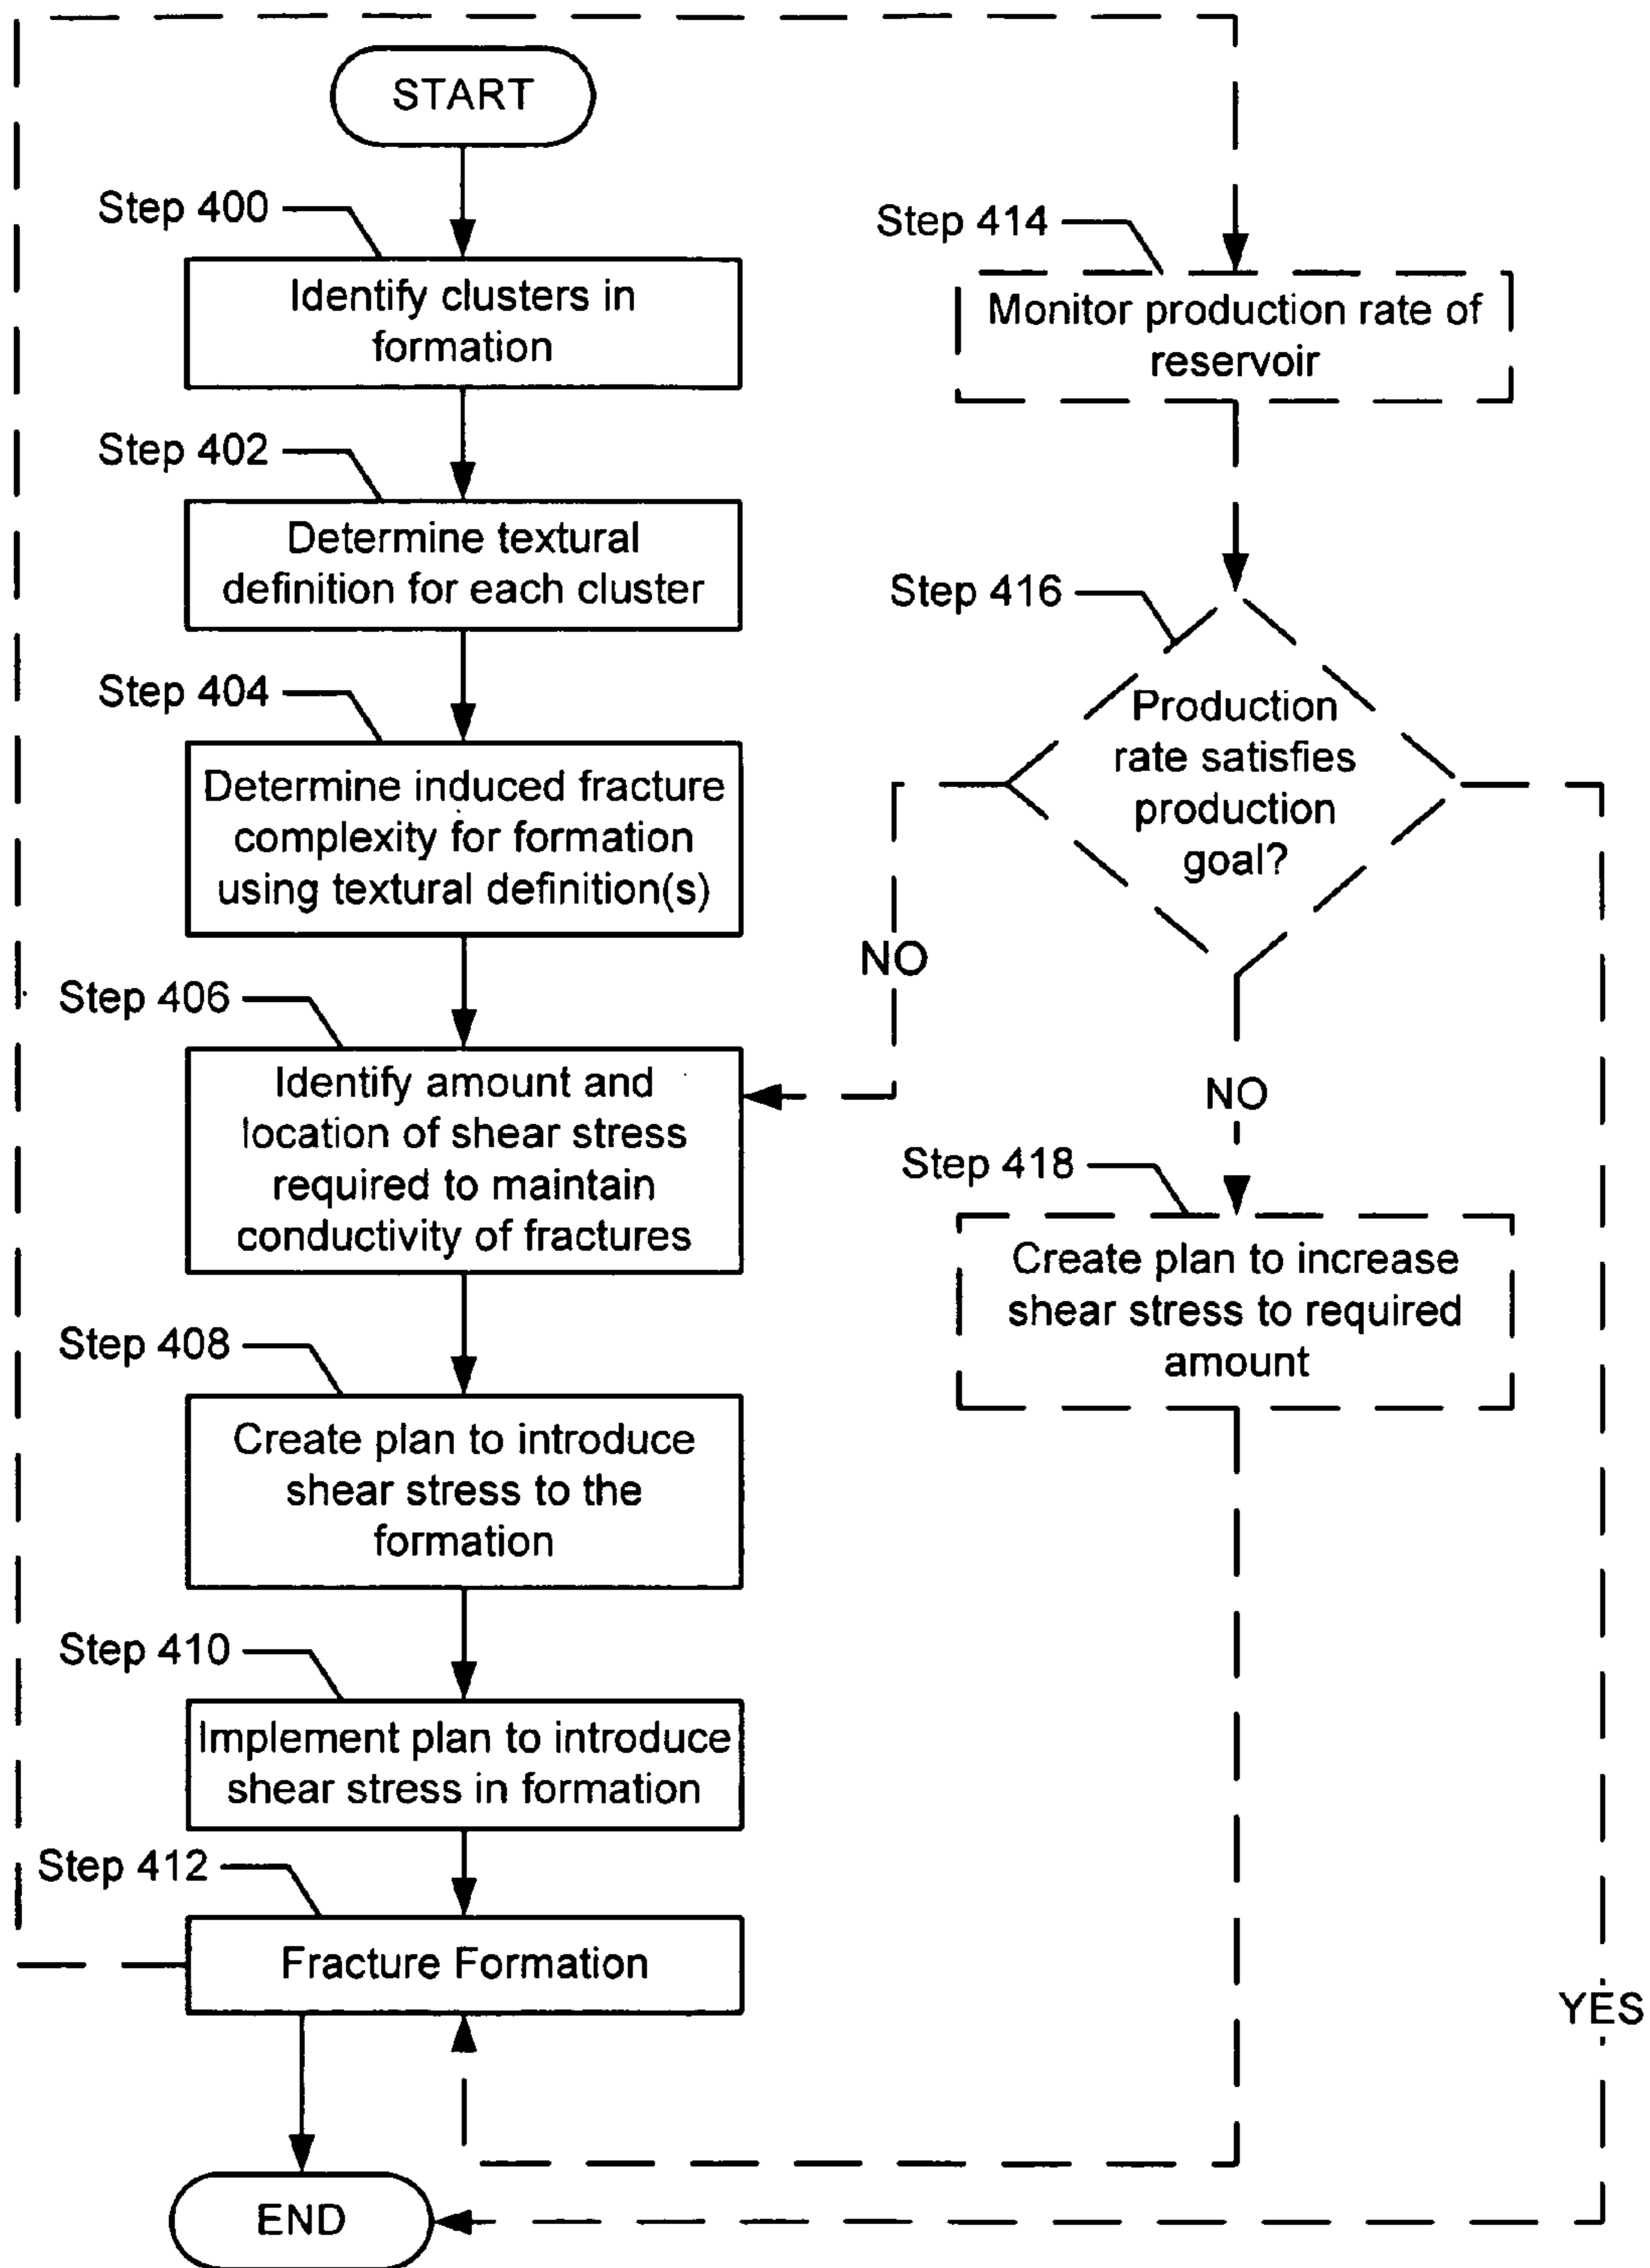 START
Step 400
Identify clusters in
formation
Step 402
Determine textural
definition for each cluster
Step 404
Determine induced fracture
complexity for formation
using textural definition(s)
Step 406
Identify amount and
location of shear stress
required to maintain
conductivity of fractures
Step 408
Create plan to introduce
shear stress to the
formation
Step 410
Implement plan to introduce
shear stress in formation
Step 412
Fracture Formation
END
Step 414
Monitor production rate of
reservoir
Step 416
Production
rate satisfies
production
goal?
NO
NO
Step 418
Create plan to increase
shear stress to required
amount
YES